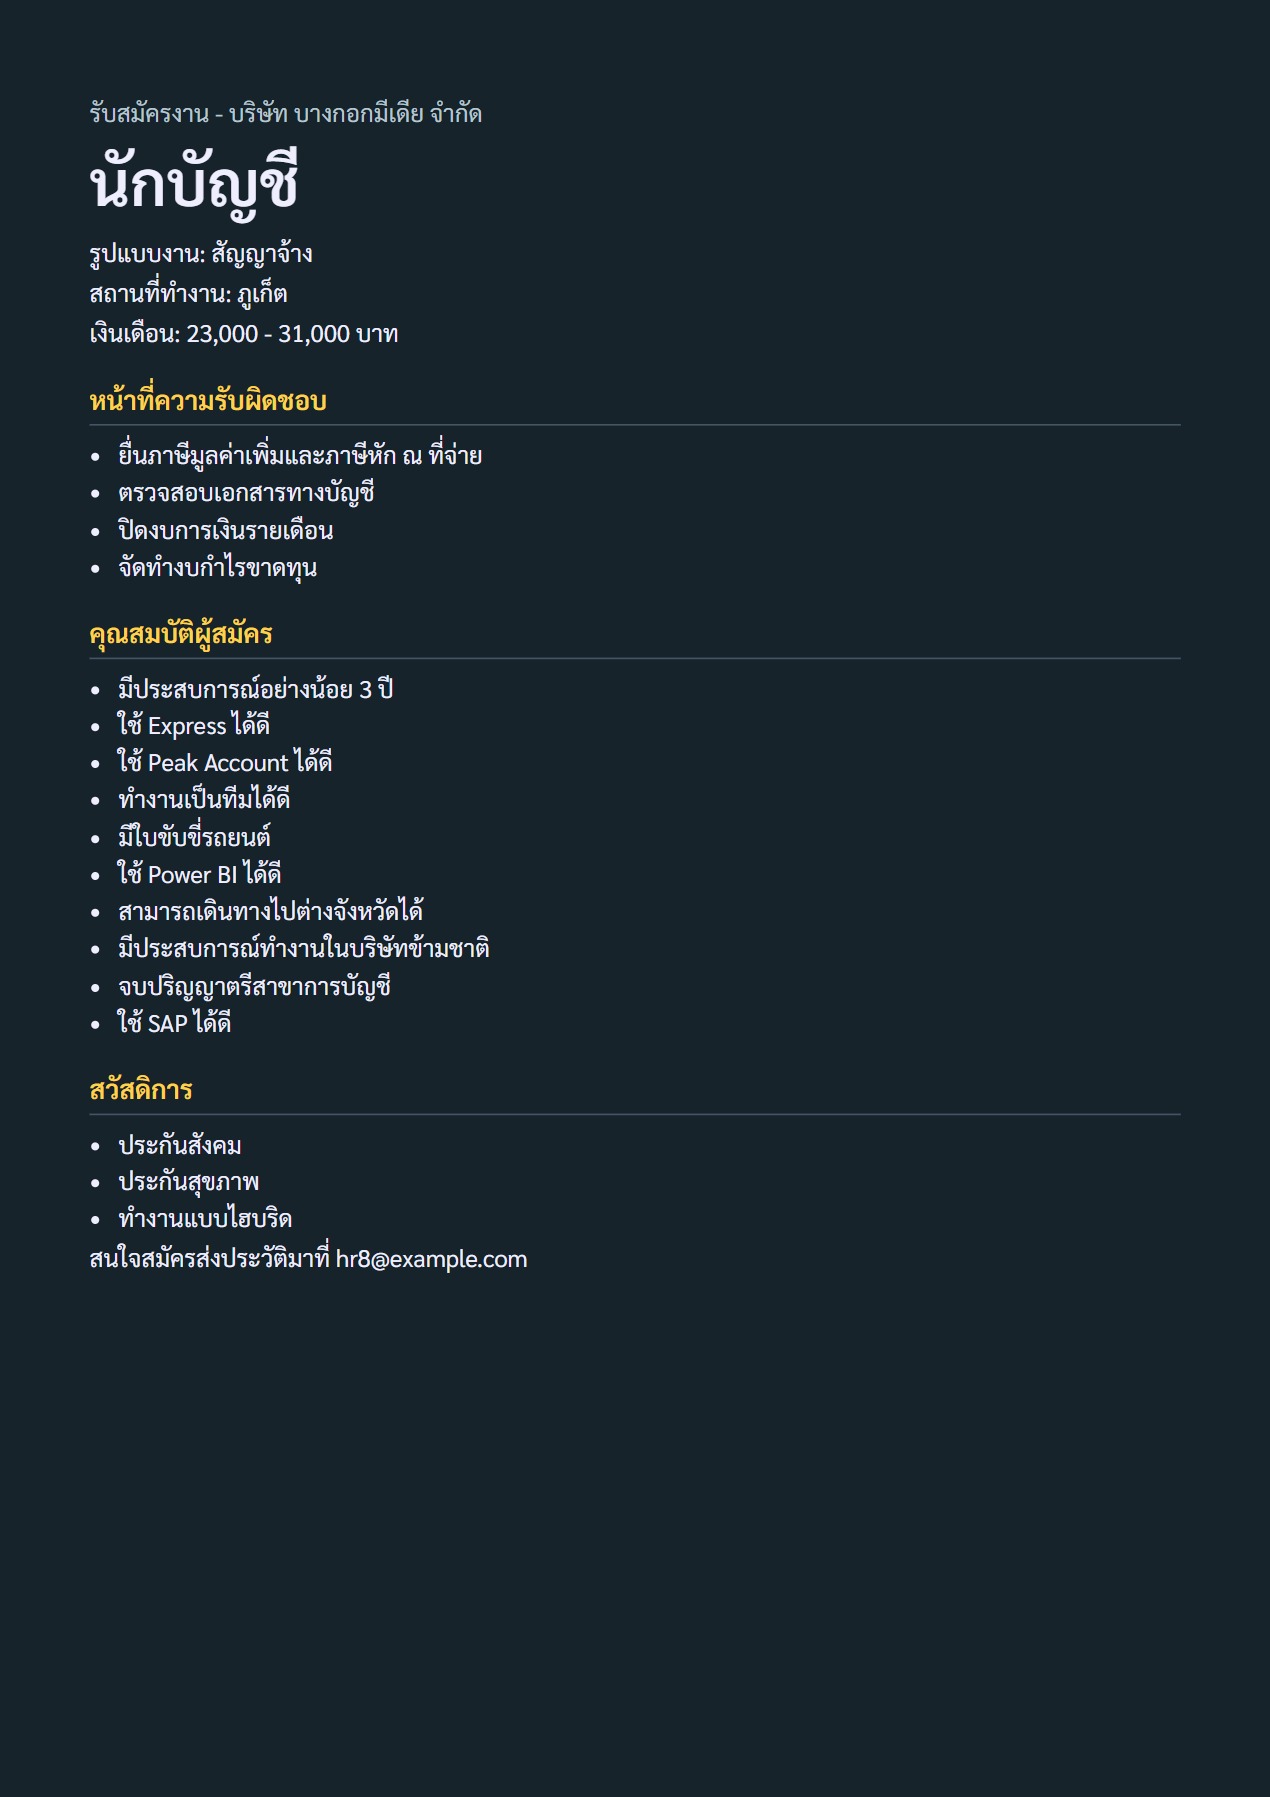 รับสมัครงาน - บริษัท บางกอกมีเดีย จำกัด
นักบัญชี
รูปแบบงาน: สัญญาจ้าง
สถานที่ทำงาน: ภูเก็ต
เงินเดือน: 23,000 - 31,000 บาท
หน้าที่ความรับผิดชอบ
• ยื่นภาษีมูลค่าเพิ่มและภาษีหัก ณ ที่จ่าย
• ตรวจสอบเอกสารทางบัญชี
• ปิดงบการเงินรายเดือน
• จัดทำงบกำไรขาดทุน
คุณสมบัติผู้สมัคร
• มีประสบการณ์อย่างน้อย 3 ปี
• ใช้ Express ได้ดี
• ใช้ Peak Account ได้ดี
• ทำงานเป็นทีมได้ดี
• มีใบขับขี่รถยนต์
• ใช้ Power BI ได้ดี
• สามารถเดินทางไปต่างจังหวัดได้
• มีประสบการณ์ทำงานในบริษัทข้ามชาติ
• จบปริญญาตรีสาขาการบัญชี
• ใช้ SAP ได้ดี
สวัสดิการ
• ประกันสังคม
• ประกันสุขภาพ
• ทำงานแบบไฮบริด
สนใจสมัครส่งประวัติมาที่ hr8@example.com